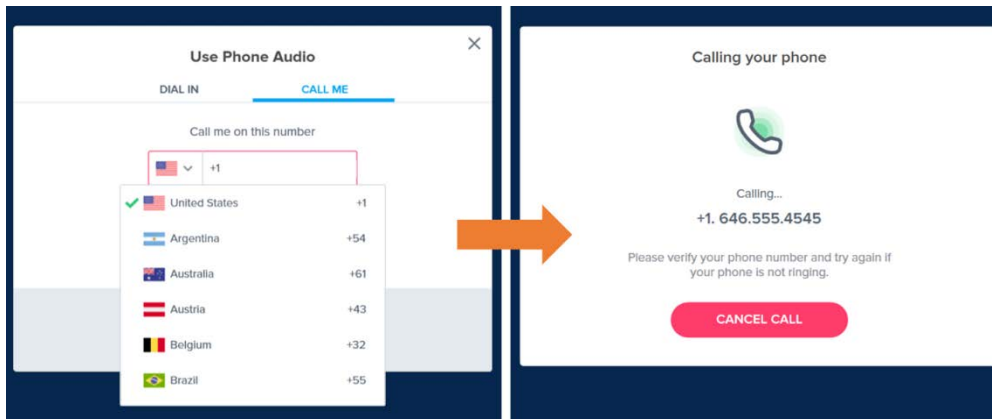 Use Phone Audio
DIAL IN
CALL ME
Call me on this number
+1
United States +1
Argentina +54
Australia +61
Austria +43
Belgium +32
Brazil +55
Calling your phone
Calling...
+1. 646.555.4545
Please verify your phone number and try again if
your phone is not ringing.
CANCEL CALL